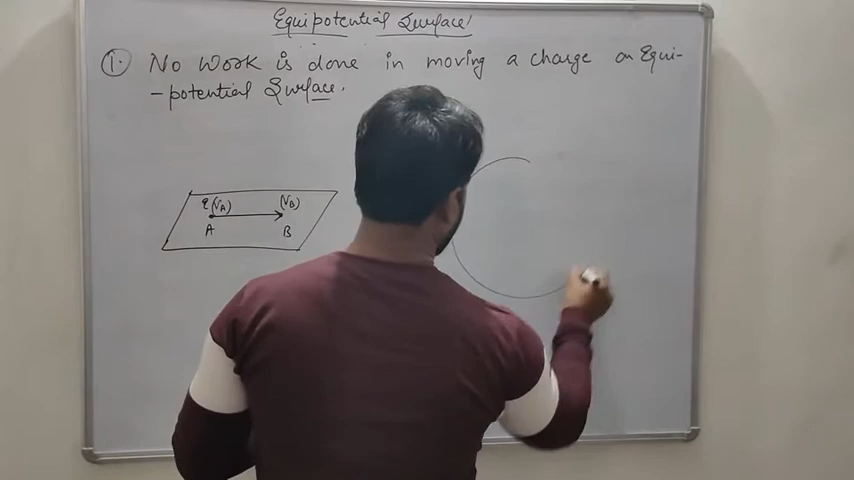 Equipotential Surface!
1. No work is done in moving a charge on Equi-
-potential Surface.
q (VA) (VB)
A B